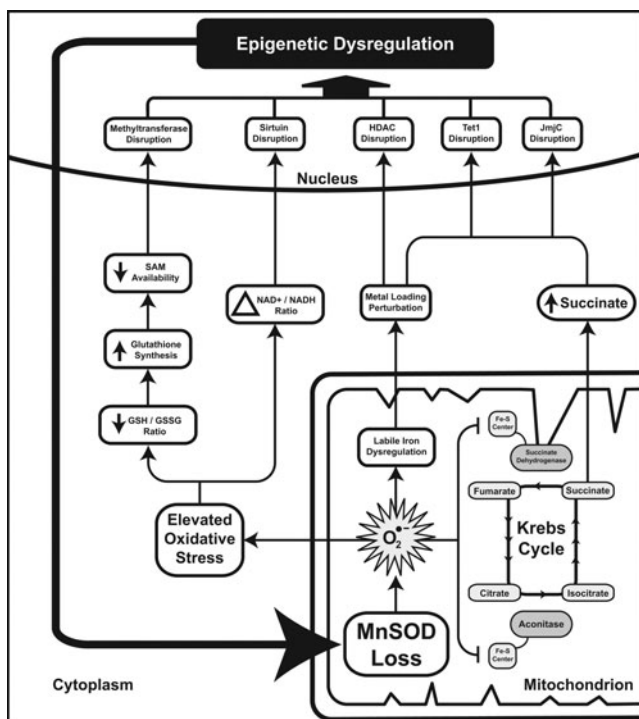 Epigenetic Dysregulation
Methyltransferase
Disruption
Sirtuin
Disruption
HDAC
Disruption
Tet1
Disruption
JmjC
Disruption
Nucleus
SAM
Availability
NAD+ / NADH
Ratio
Metal Loading
Perturbation
Succinate
Glutathione
Synthesis
GSH / GSSG
Ratio
Labile Iron
Dysregulation
Fe-S
Center
Succinate
Dehydrogenase
Fumarate
Succinate
Krebs
Cycle
Citrate
Isocitrate
Elevated
Oxidative
Stress
O₂•−
Aconitase
Fe-S
Center
MnSOD
Loss
Cytoplasm
Mitochondrion